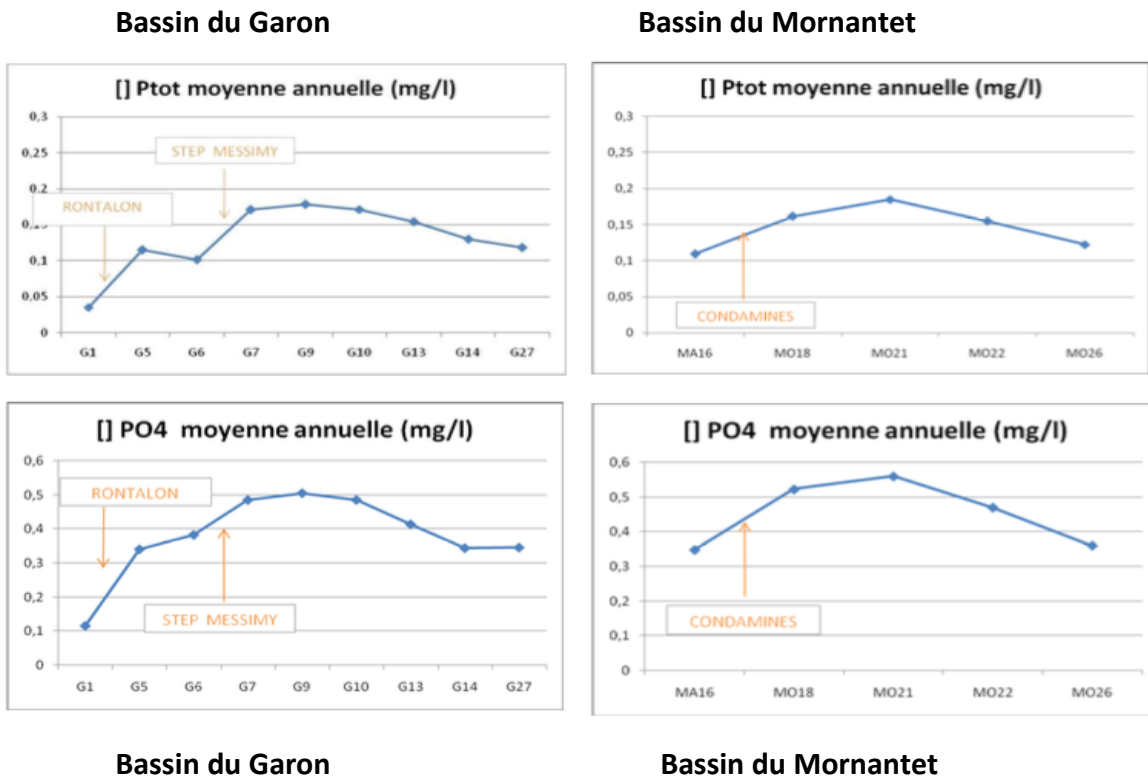 Bassin du Garon
Bassin du Mornantet
[] Ptot moyenne annuelle (mg/l)
0,3
0,25
0,2
0,15
0,1
0,05
0
STEP MESSIMY
RONTALON
G1 G5 G6 G7 G9 G10 G13 G14 G27
[] Ptot moyenne annuelle (mg/l)
0,3
0,25
0,2
0,15
0,1
0,05
0
CONDAMINES
MA16 MO18 MO21 MO22 MO26
[] PO4 moyenne annuelle (mg/l)
0,6
0,5
0,4
0,3
0,2
0,1
0
RONTALON
STEP MESSIMY
G1 G5 G6 G7 G9 G10 G13 G14 G27
[] PO4 moyenne annuelle (mg/l)
0,6
0,5
0,4
0,3
0,2
0,1
0
CONDAMINES
MA16 MO18 MO21 MO22 MO26
Bassin du Garon
Bassin du Mornantet